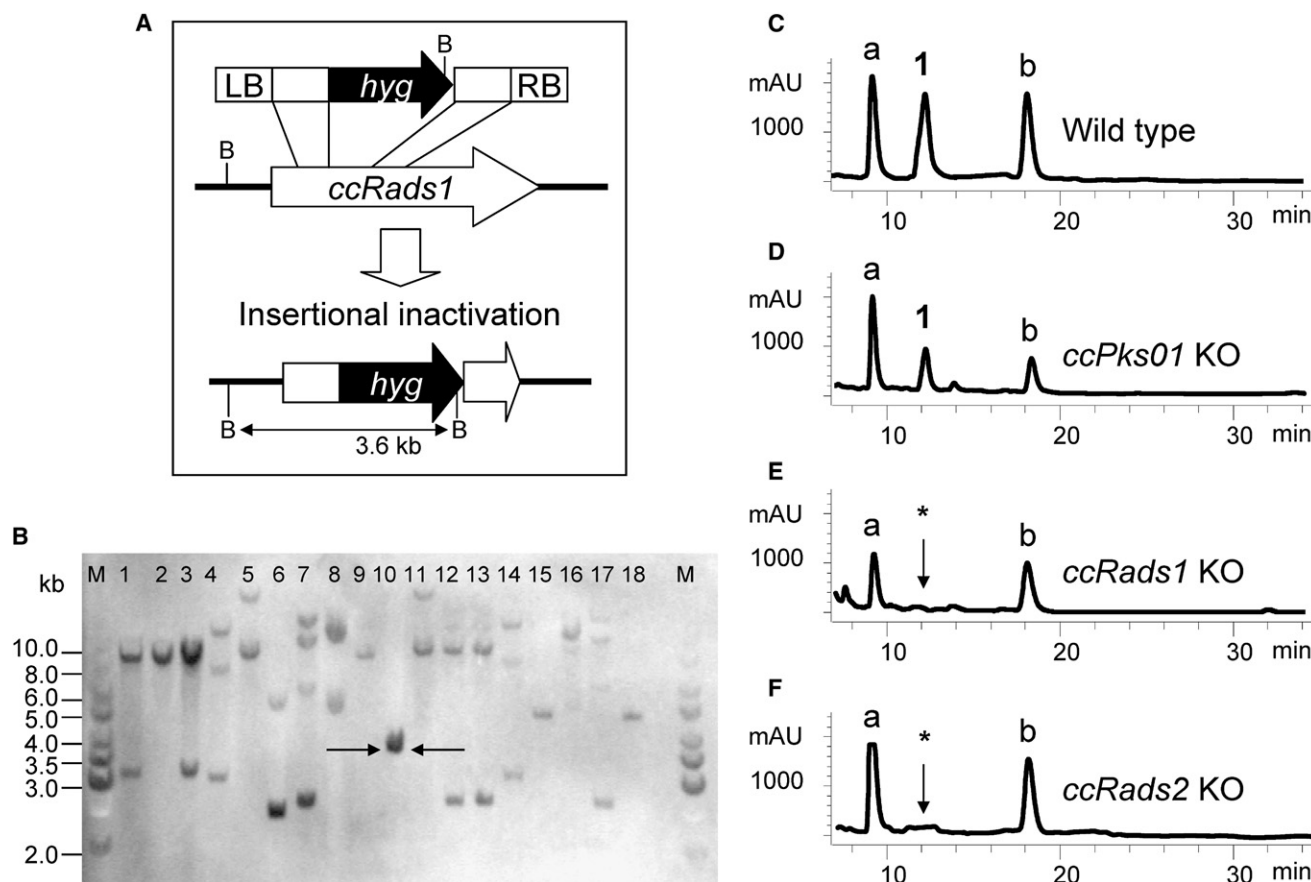 A
B
LB hyg RB
B
ccRads1
Insertional inactivation
hyg
B B
3.6 kb
B
kb M 1 2 3 4 5 6 7 8 9 10 11 12 13 14 15 16 17 18 M
10.0
8.0
6.0
5.0
4.0
3.5
3.0
2.0
C
mAU
1000
a 1 b
Wild type
10 20 30 min
D
mAU
1000
a 1 b
ccPks01 KO
10 20 30 min
E
mAU
1000
a * b
ccRads1 KO
10 20 30 min
F
mAU
1000
a * b
ccRads2 KO
10 20 30 min